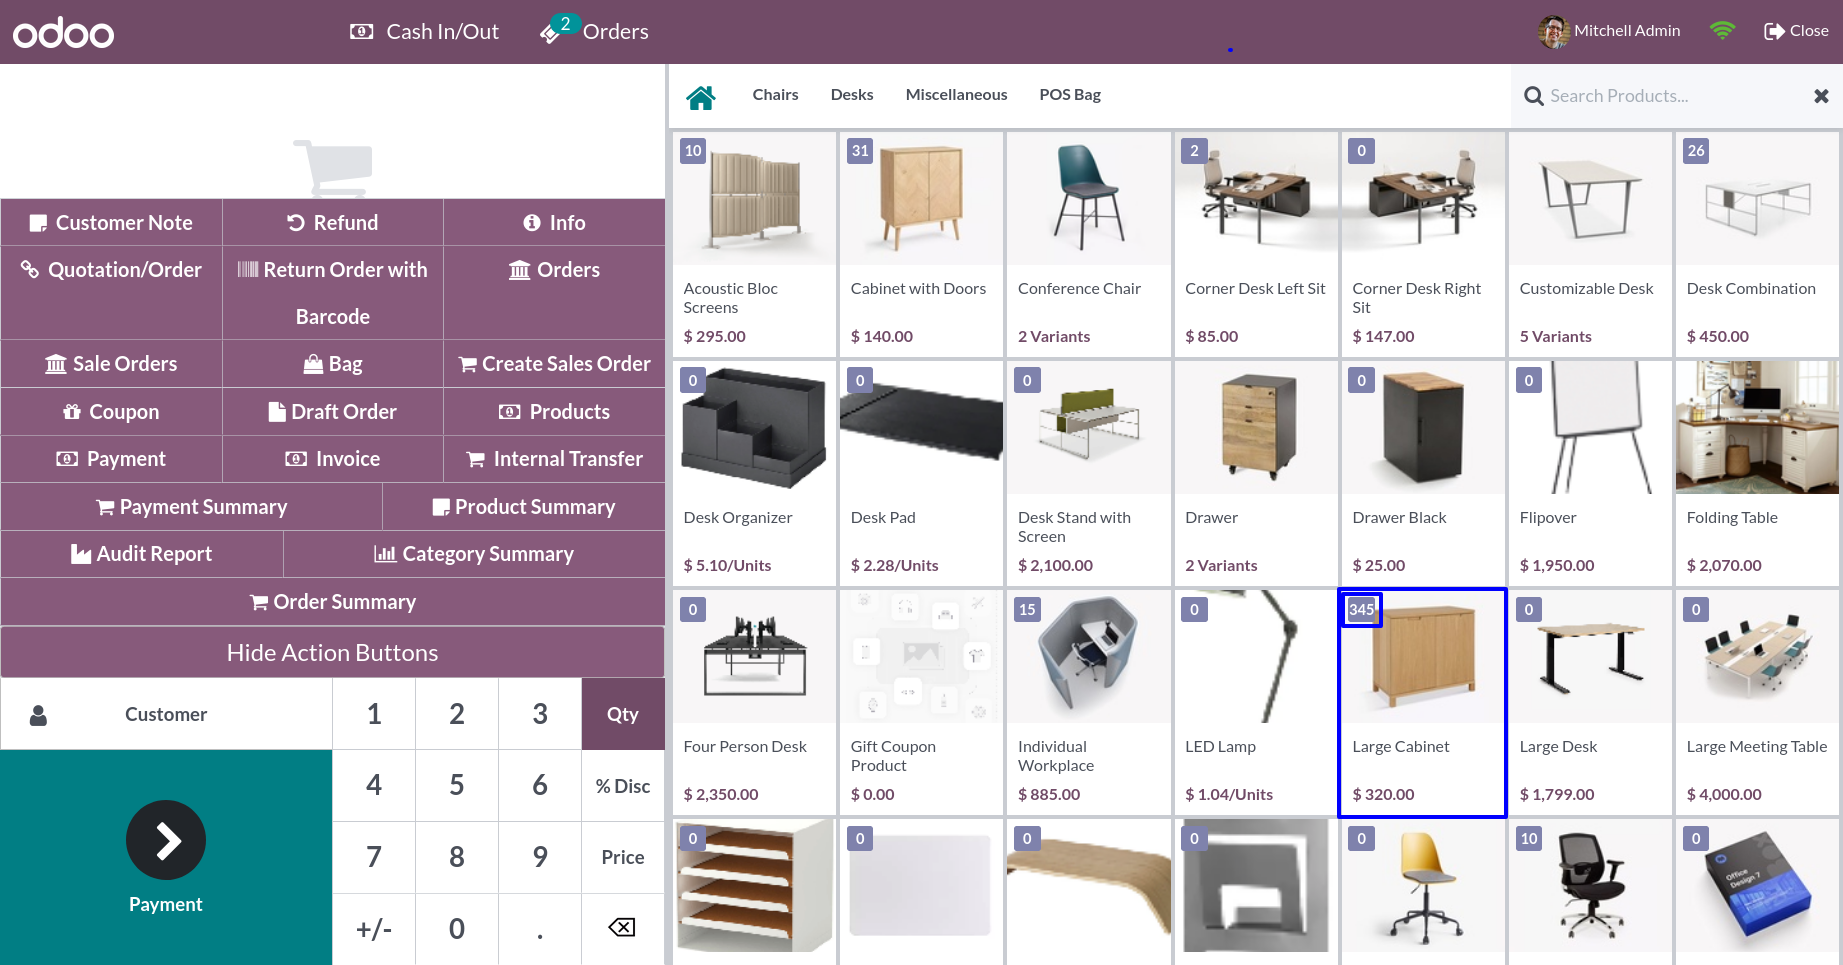 odoo
Cash In/Out
2
Orders
Mitchell Admin
Close
Chairs
Desks
Miscellaneous
POS Bag
Search Products...
Customer Note
Refund
Info
Quotation/Order
Return Order with
Barcode
Orders
Sale Orders
Bag
Create Sales Order
Coupon
Draft Order
Products
Payment
Invoice
Internal Transfer
Payment Summary
Product Summary
Audit Report
Category Summary
Order Summary
Hide Action Buttons
Customer
1
2
3
Qty
4
5
6
% Disc
7
8
9
Price
+/-
0
.
Payment
10
Acoustic Bloc
Screens
$ 295.00
31
Cabinet with Doors
$ 140.00
Conference Chair
2 Variants
2
Corner Desk Left Sit
$ 85.00
0
Corner Desk Right
Sit
$ 147.00
Customizable Desk
5 Variants
26
Desk Combination
$ 450.00
0
Desk Organizer
$ 5.10/Units
0
Desk Pad
$ 2.28/Units
0
Desk Stand with
Screen
$ 2,100.00
Drawer
2 Variants
0
Drawer Black
$ 25.00
0
Flipover
$ 1,950.00
Folding Table
$ 2,070.00
0
Four Person Desk
$ 2,350.00
Gift Coupon
Product
$ 0.00
15
Individual
Workplace
$ 885.00
0
LED Lamp
$ 1.04/Units
345
Large Cabinet
$ 320.00
0
Large Desk
$ 1,799.00
0
Large Meeting Table
$ 4,000.00
0
0
0
0
0
10
0
Office
Design 7